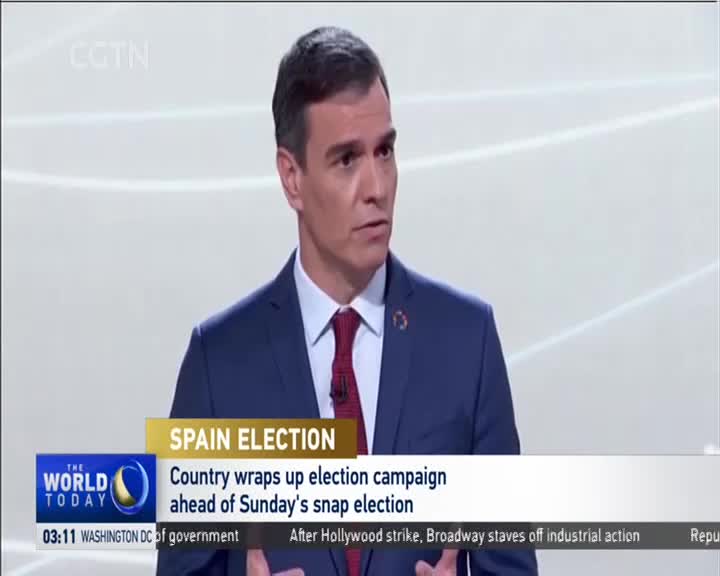 CGTN
SPAIN ELECTION
Country wraps up election campaign
ahead of Sunday's snap election
THE
WORLD
TODAY
03:11 WASHINGTON DC
of government After Hollywood strike, Broadway staves off industrial action Repu